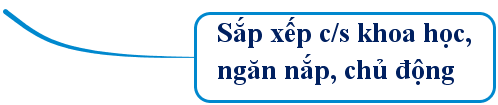 Sắp xếp c/s khoa học,
ngăn nắp, chủ động